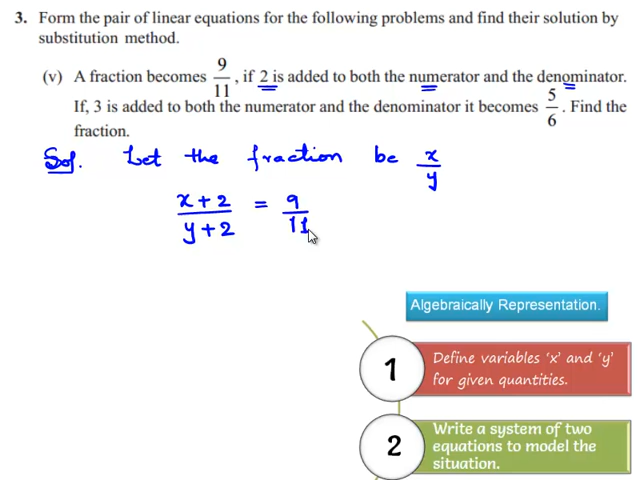 3. Form the pair of linear equations for the following problems and find their solution by
substitution method.
(v) A fraction becomes 9/11, if 2 is added to both the numerator and the denominator.
If, 3 is added to both the numerator and the denominator it becomes 5/6. Find the
fraction.
Sol. Let the fraction be x/y
x+2/y+2 = 9/11
Algebraically Representation.
1 Define variables 'x' and 'y'
for given quantities.
2 Write a system of two
equations to model the
situation.